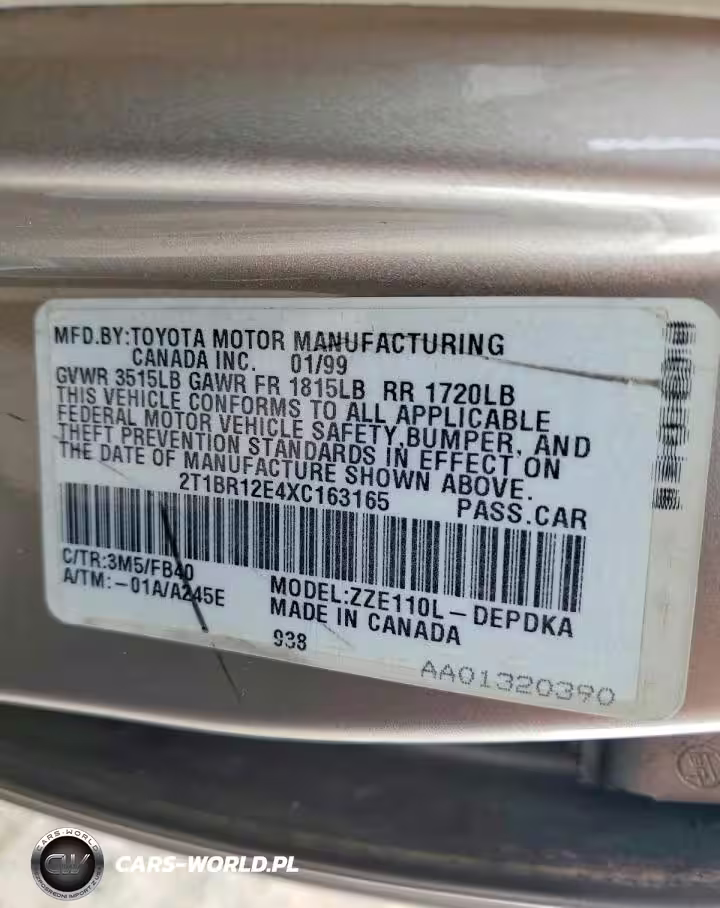 MFD.BY:TOYOTA MOTOR MANUFACTURING
CANADA INC. 01/99
GVWR 3515LB GAWR FR 1815LB RR 1720LB
THIS VEHICLE CONFORMS TO ALL APPLICABLE
FEDERAL MOTOR VEHICLE SAFETY,BUMPER, AND
THEFT PREVENTION STANDARDS IN EFFECT ON
THE DATE OF MANUFACTURE SHOWN ABOVE.
2T1BR12E4XC163165 PASS.CAR
C/TR:3M5/FB40
A/TM:-01A/A245E
MODEL:ZZE110L-DEPDKA
MADE IN CANADA
938
AA01320390
CARS-WORLD
CW
CARS-WORLD.PL